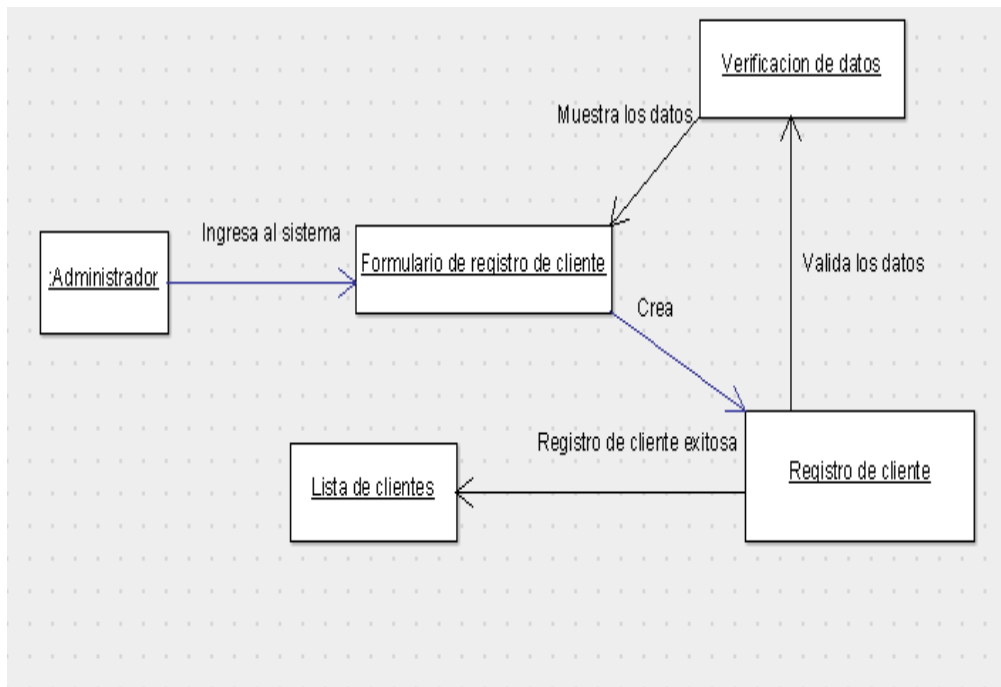 Verificacion de datos
Muestra los datos
Ingresa al sistema
:Administrador
Formulario de registro de cliente
Valida los datos
Crea
Registro de cliente exitosa
Lista de clientes
Registro de cliente